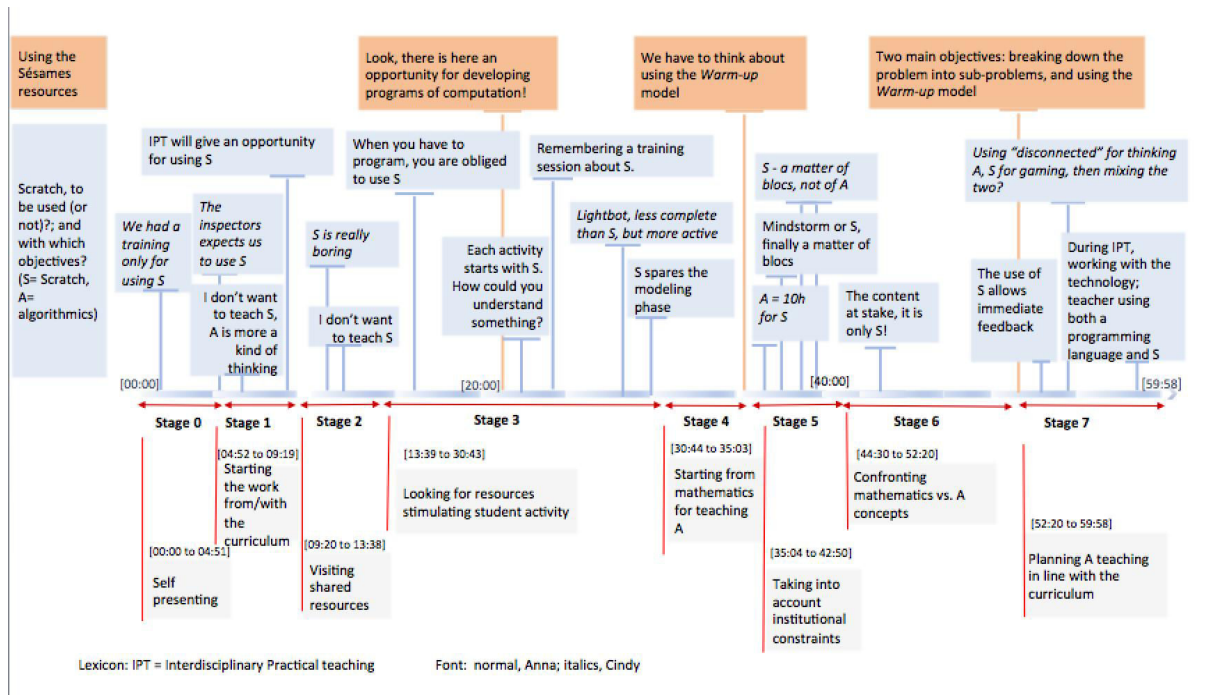 Using the
Sésames
resources
Look, there is here an
opportunity for developing
programs of computation!
We have to think about
using the Warm-up
model
Two main objectives: breaking down the
problem into sub-problems, and using the
Warm-up model
Scratch, to
be used (or
not)?; and
with which
objectives?
(S= Scratch,
A=
algorithmics)
IPT will give an opportunity
for using S
We had a
training
only for
using S
The
inspectors
expects us
to use S
I don't want
to teach S,
A is more a
kind of
thinking
S is really
boring
I don't want
to teach S
When you have to
program, you are obliged
to use S
Each activity
starts with S.
How could you
understand
something?
Remembering a training
session about S.
Lightbot, less complete
than S, but more active
S spares the
modeling
phase
S - a matter of
blocs, not of A
Mindstorm or S,
finally a matter of
blocs
A = 10h
for S
The content
at stake, it is
only S!
Using "disconnected" for thinking
A, S for gaming, then mixing the
two?
The use of
S allows
immediate
feedback
During IPT,
working with the
technology;
teacher using
both a
programming
language and S
[00:00]
[20:00]
[40:00]
[59:58]
Stage 0
Stage 1
Stage 2
Stage 3
Stage 4
Stage 5
Stage 6
Stage 7
[00:00 to 04:51]
Self
presenting
[04:52 to 09:19]
Starting
the work
from/with
the
curriculum
[09:20 to 13:38]
Visiting
shared
resources
[13:39 to 30:43]
Looking for resources
stimulating student activity
[30:44 to 35:03]
Starting from
mathematics
for teaching
A
[35:04 to 42:50]
Taking into
account
institutional
constraints
[44:30 to 52:20]
Confronting
mathematics vs. A
concepts
[52:20 to 59:58]
Planning A teaching
in line with the
curriculum
Lexicon: IPT = Interdisciplinary Practical teaching
Font: normal, Anna; italics, Cindy